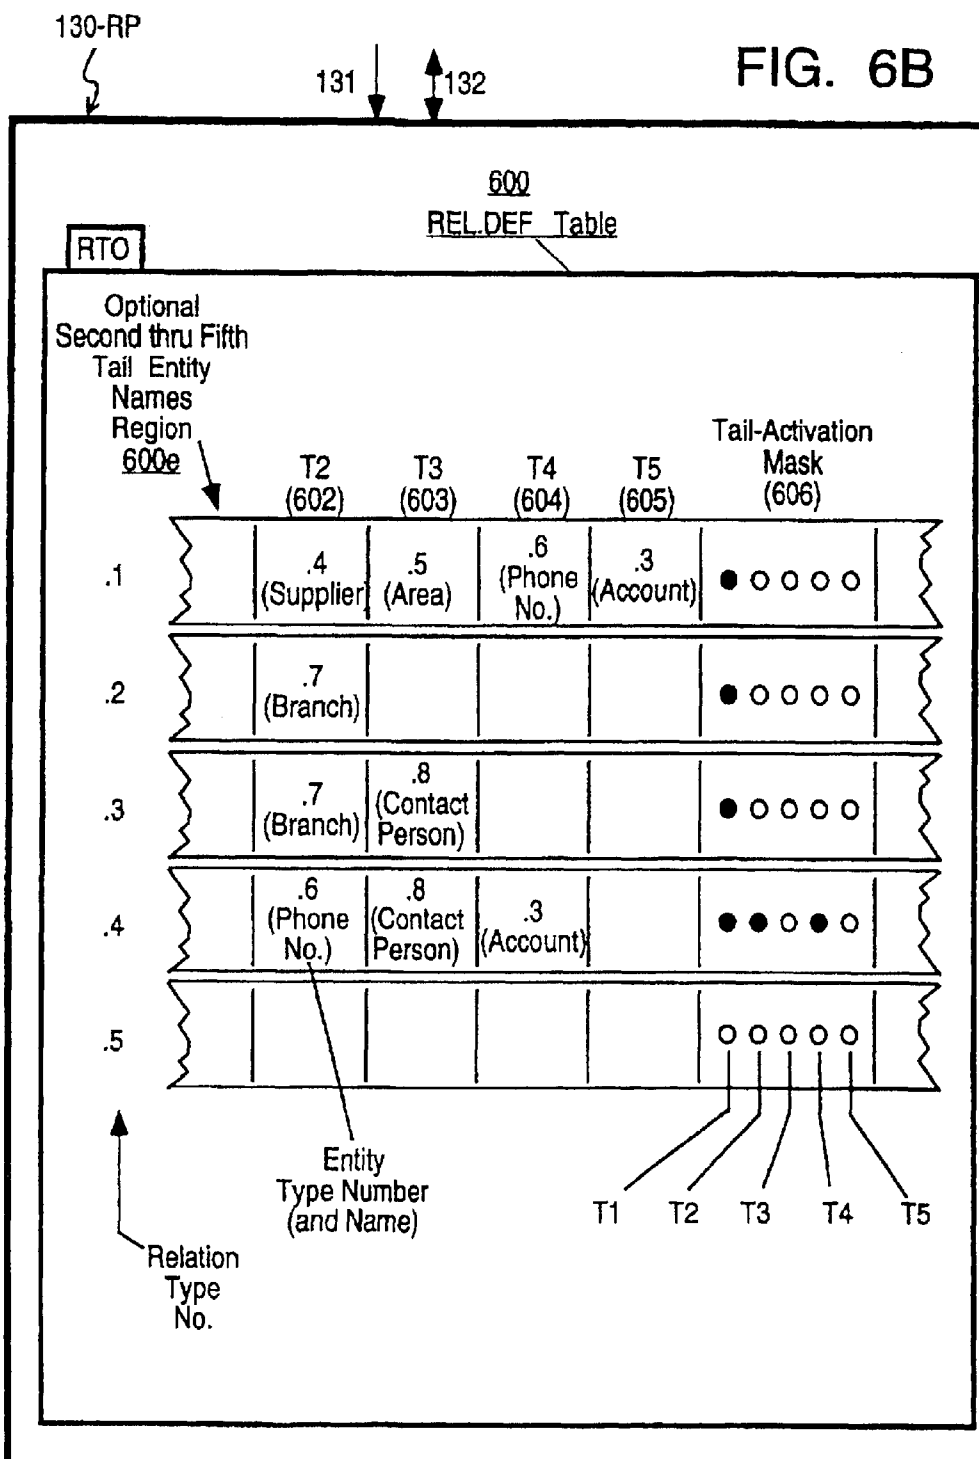 130-RP
131
132
FIG. 6B
600
REL.DEF Table
RTO
Optional
Second thru Fifth
Tail Entity
Names
Region
600e
T2
(602)
T3
(603)
T4
(604)
T5
(605)
Tail-Activation
Mask
(606)
.1
.4
(Supplier)
.5
(Area)
.6
(Phone
No.)
.3
(Account)
.2
.7
(Branch)
.3
.7
(Branch)
.8
(Contact
Person)
.4
.6
(Phone
No.)
.8
(Contact
Person)
.3
(Account)
.5
Entity
Type Number
(and Name)
T1
T2
T3
T4
T5
Relation
Type
No.